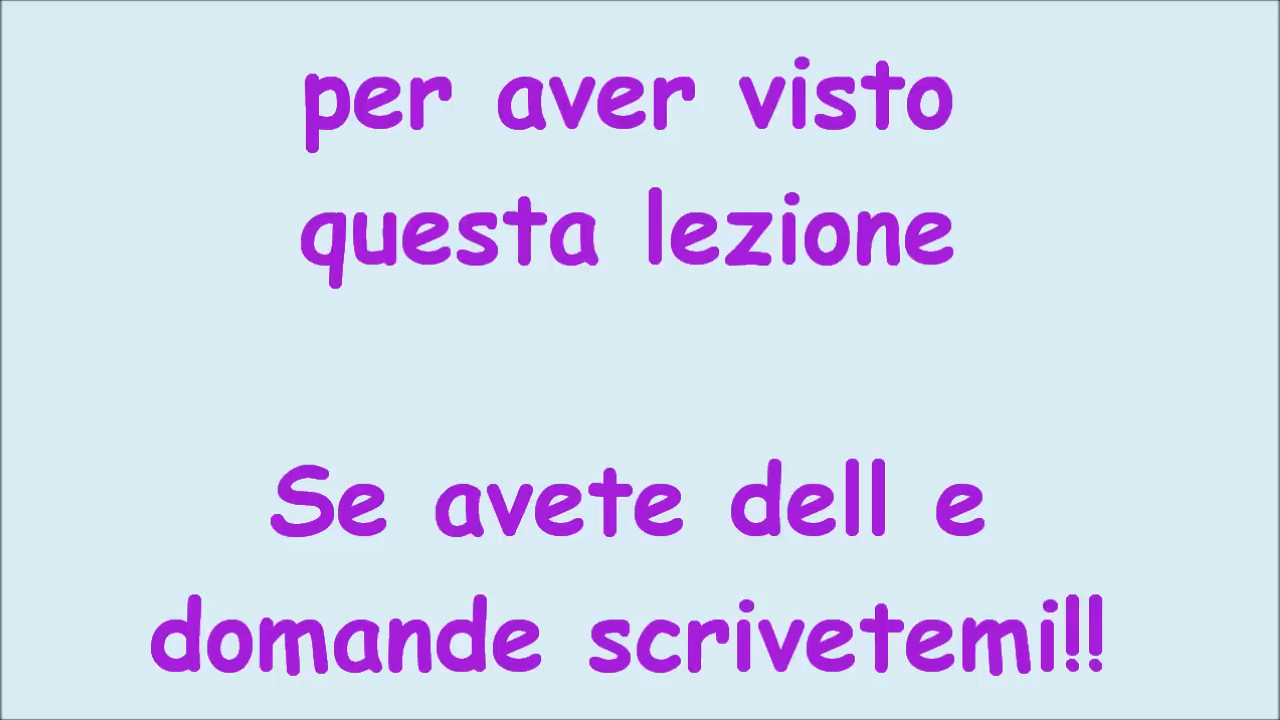 per aver visto
questa lezione
Se avete dell e
domande scrivetemi!!